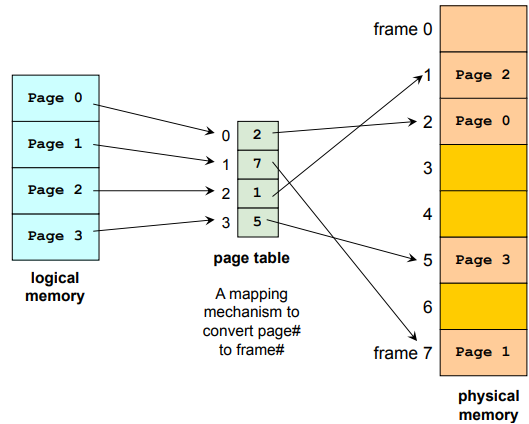 Page 0
Page 1
Page 2
Page 3
logical
memory
0 2
1 7
2 1
3 5
page table
A mapping
mechanism to
convert page#
to frame#
frame 0
1 Page 2
2 Page 0
3
4
5 Page 3
6
frame 7 Page 1
physical
memory